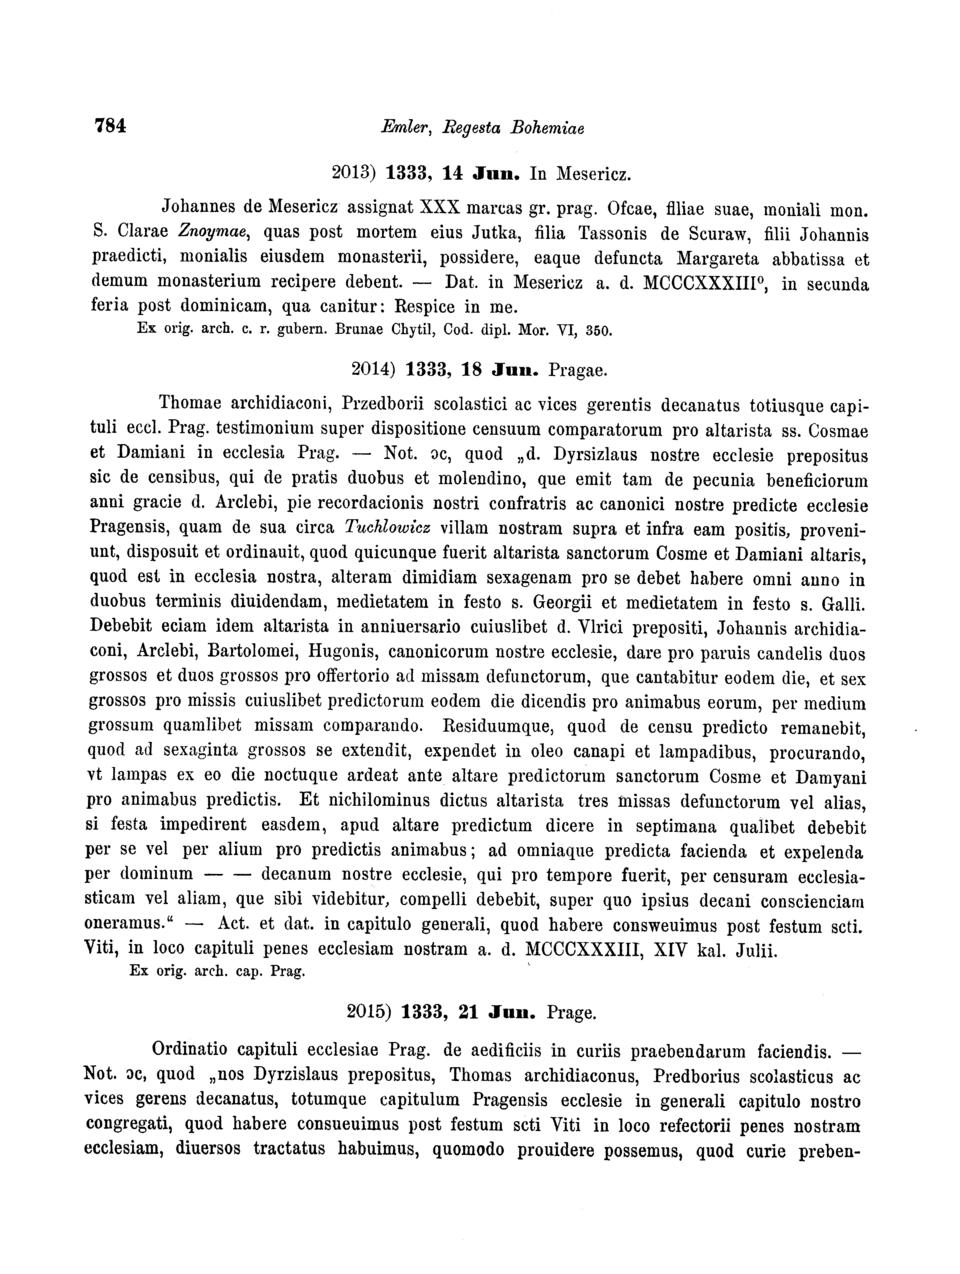 784 Emler, Regesta Bohemiae
2013) 1333, 14 Jun. In Mesericz.
Johannes de Mesericz assignat XXX marcas gr. prag. Ofcae, filiae suae, moniali mon.
S. Clarae Znoymae, quas post mortem eius Jutka, filia Tassonis de Scuraw, filii Johannis
praedicti, monialis eiusdem monasterii, possidere, eaque defuncta Margareta abbatissa et
demum monasterium recipere debent. — Dat. in Mesericz a. d. MCCCXXXIII⁰, in secunda
feria post dominicam, qua canitur: Respice in me.
Ex orig. arch. c. r. gubern. Brunae Chytil, Cod. dipl. Mor. VI, 350.
2014) 1333, 18 Jun. Pragae.
Thomae archidiaconi, Przedborii scolastici ac vices gerentis decanatus totiusque capi-
tuli eccl. Prag. testimonium super dispositione censuum comparatorum pro altarista ss. Cosmae
et Damiani in ecclesia Prag. — Not. ɔc, quod „d. Dyrsizlaus nostre ecclesie prepositus
sic de censibus, qui de pratis duobus et molendino, que emit tam de pecunia beneficiorum
anni gracie d. Arclebi, pie recordacionis nostri confratris ac canonici nostre predicte ecclesie
Pragensis, quam de sua circa Tuchlowicz villam nostram supra et infra eam positis, proveni-
unt, disposuit et ordinauit, quod quicunque fuerit altarista sanctorum Cosme et Damiani altaris,
quod est in ecclesia nostra, alteram dimidiam sexagenam pro se debet habere omni anno in
duobus terminis diuidendam, medietatem in festo s. Georgii et medietatem in festo s. Galli.
Debebit eciam idem altarista in anniuersario cuiuslibet d. Vlrici prepositi, Johannis archidia-
coni, Arclebi, Bartolomei, Hugonis, canonicorum nostre ecclesie, dare pro paruis candelis duos
grossos et duos grossos pro offertorio ad missam defunctorum, que cantabitur eodem die, et sex
grossos pro missis cuiuslibet predictorum eodem die dicendis pro animabus eorum, per medium
grossum quamlibet missam comparando. Residuumque, quod de censu predicto remanebit,
quod ad sexaginta grossos se extendit, expendet in oleo canapi et lampadibus, procurando,
vt lampas ex eo die noctuque ardeat ante altare predictorum sanctorum Cosme et Damyani
pro animabus predictis. Et nichilominus dictus altarista tres missas defunctorum vel alias,
si festa impedirent easdem, apud altare predictum dicere in septimana qualibet debebit
per se vel per alium pro predictis animabus; ad omniaque predicta facienda et expelenda
per dominum — — decanum nostre ecclesie, qui pro tempore fuerit, per censuram ecclesia-
sticam vel aliam, que sibi videbitur, compelli debebit, super quo ipsius decani conscienciam
oneramus.“ — Act. et dat. in capitulo generali, quod habere consweuimus post festum scti.
Viti, in loco capituli penes ecclesiam nostram a. d. MCCCXXXIII, XIV kal. Julii.
Ex orig. arch. cap. Prag.
2015) 1333, 21 Jun. Prage.
Ordinatio capituli ecclesiae Prag. de aedificiis in curiis praebendarum faciendis. —
Not. ɔc, quod „nos Dyrzislaus prepositus, Thomas archidiaconus, Predborius scolasticus ac
vices gerens decanatus, totumque capitulum Pragensis ecclesie in generali capitulo nostro
congregati, quod habere consueuimus post festum scti Viti in loco refectorii penes nostram
ecclesiam, diuersos tractatus habuimus, quomodo prouidere possemus, quod curie preben-